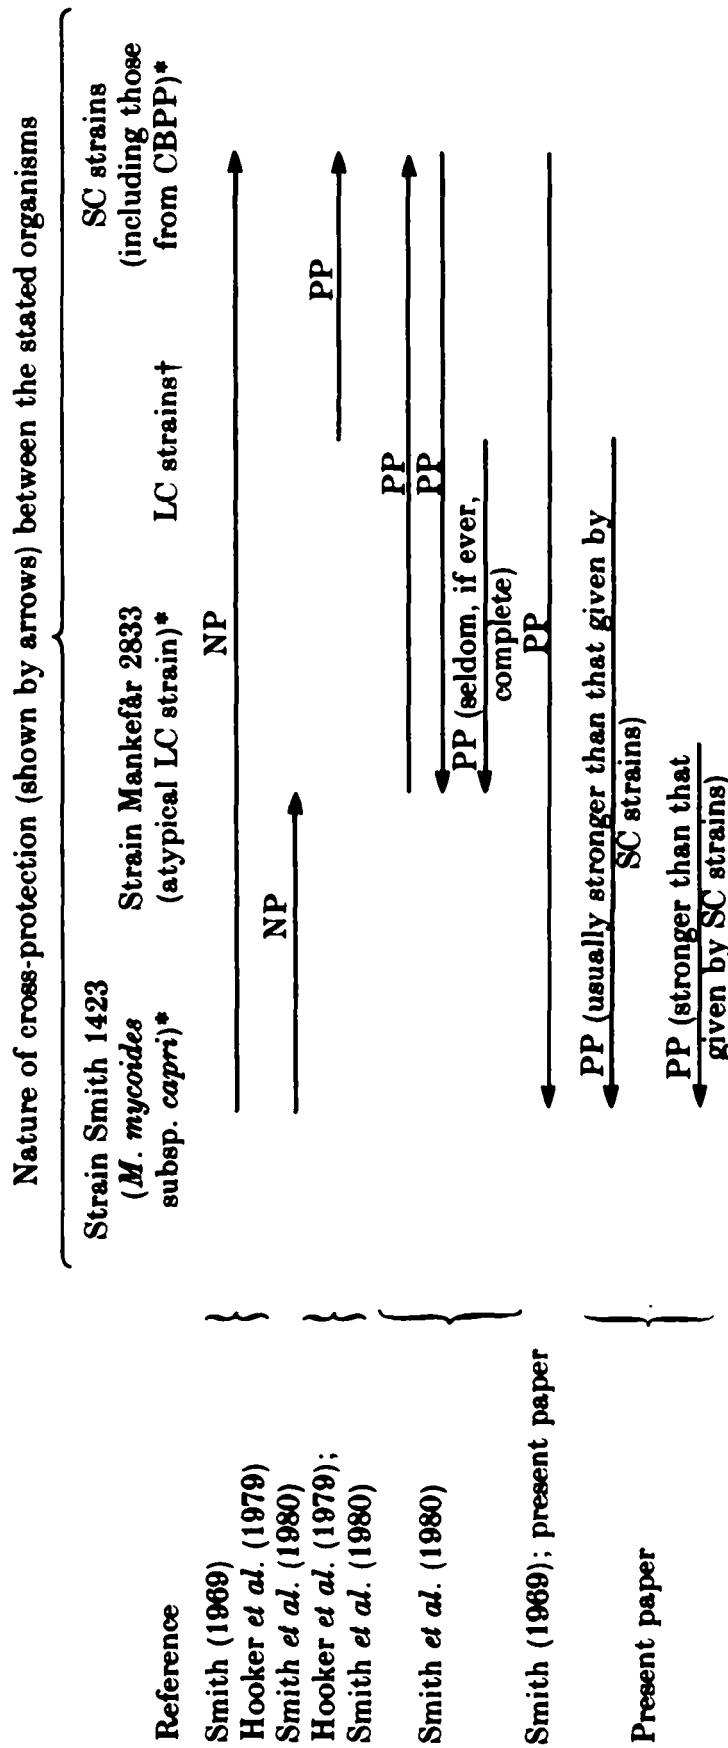 Nature of cross-protection (shown by arrows) between the stated organisms
Strain Smith 1423
(M. mycoides
subsp. capri)*
Strain Mankefår 2833
(atypical LC strain)*
LC strains†
SC strains
(including those
from CBPP)*
Reference
Smith (1969)
Hooker et al. (1979)
Smith et al. (1980)
NP
NP
Hooker et al. (1979);
Smith et al. (1980)
PP
Smith et al. (1980)
PP
PP
PP (seldom, if ever,
complete)
Smith (1969); present paper
PP
Present paper
PP (usually stronger than that given by
SC strains)
PP (stronger than that
given by SC strains)